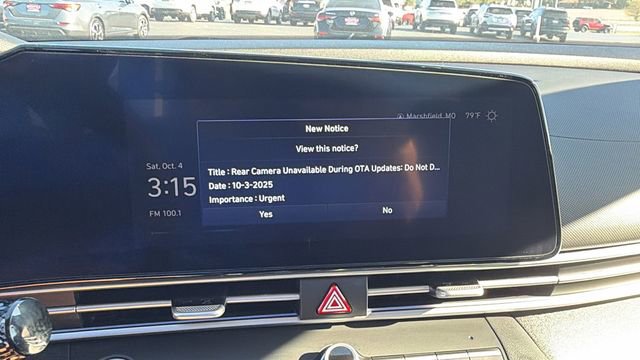 Marshfield, MO 79°F
New Notice
View this notice?
Sat, Oct. 4
3:15
FM 100.1
Title : Rear Camera Unavailable During OTA Updates: Do Not D...
Date : 10-3-2025
Importance : Urgent
Yes No